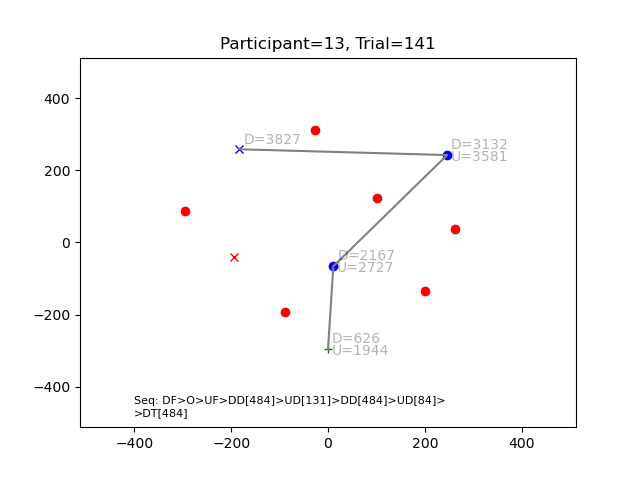 Participant=13, Trial=141
D=3827
D=3132
U=3581
D=2167
U=2727
D=626
U=1944
Seq: DF>O>UF>DD[484]>UD[131]>DD[484]>UD[84]>
>DT[484]
400
200
0
−200
−400
−400
−200
0
200
400